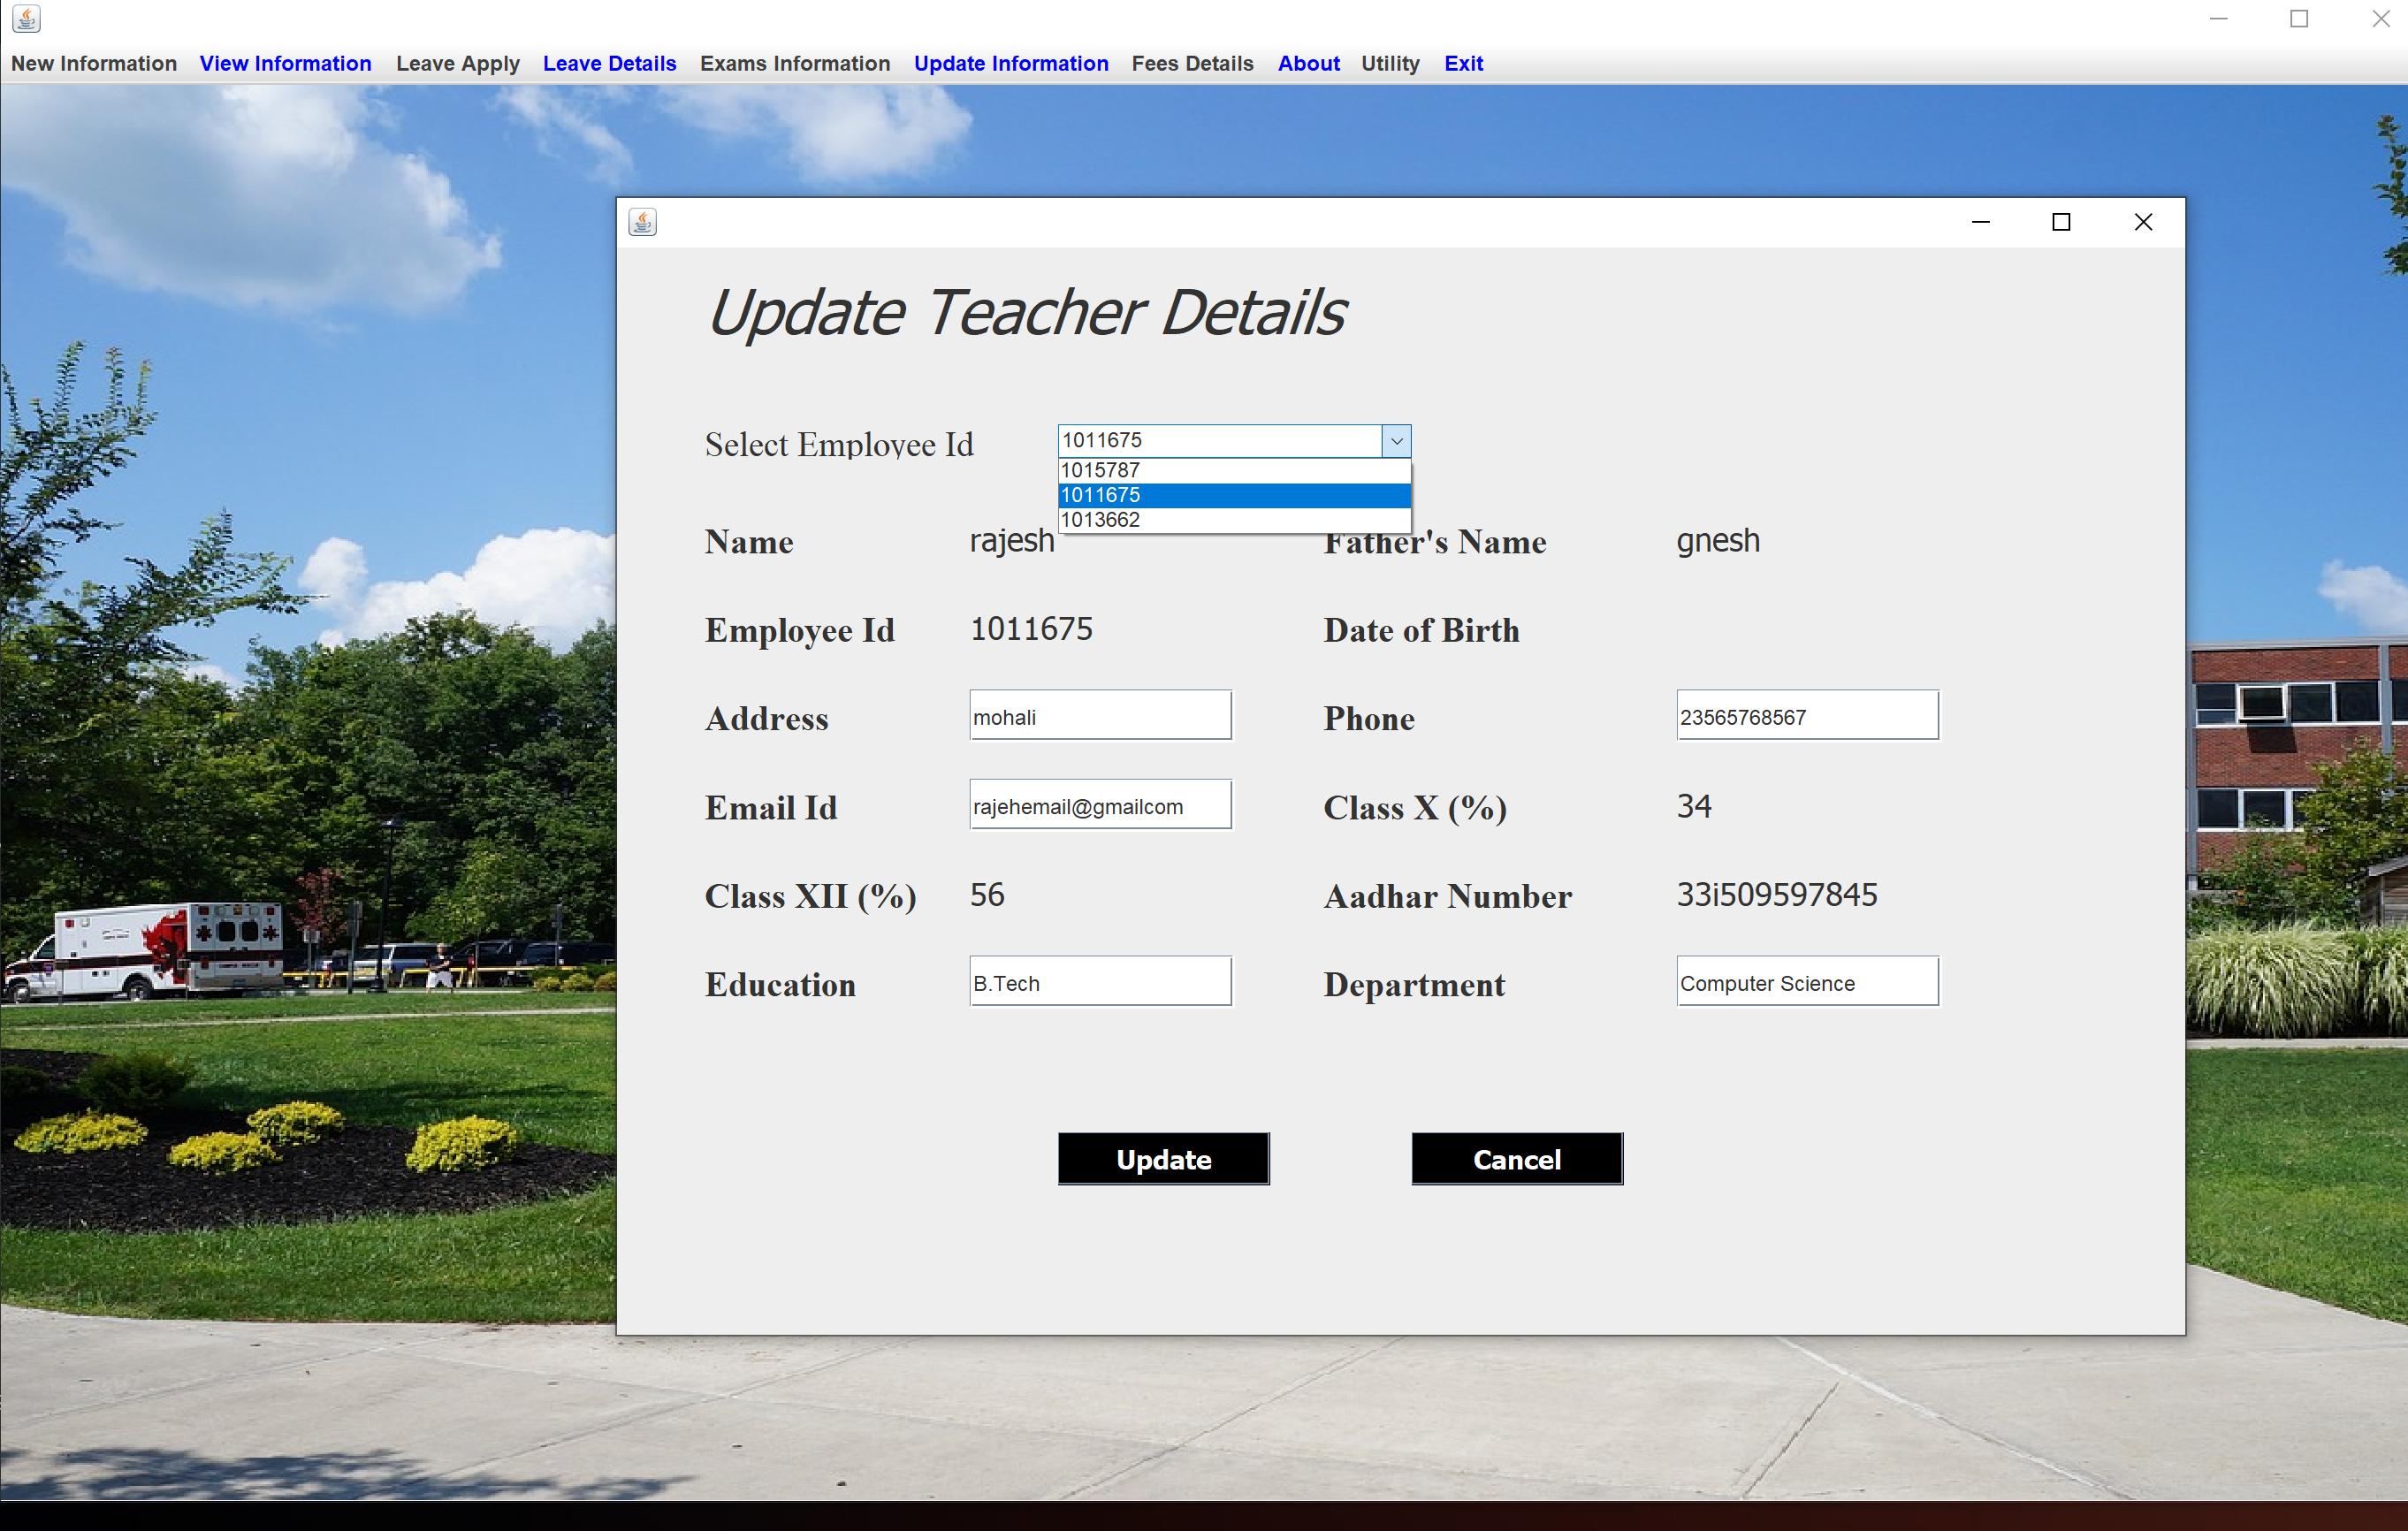 New Information View Information Leave Apply Leave Details Exams Information Update Information Fees Details About Utility Exit
Update Teacher Details
Select Employee Id 1011675
1015787
1011675
1013662
Name rajesh Father's Name gnesh
Employee Id 1011675 Date of Birth
Address mohali Phone 23565768567
Email Id rajehemail@gmailcom Class X (%) 34
Class XII (%) 56 Aadhar Number 33i509597845
Education B.Tech Department Computer Science
Update Cancel